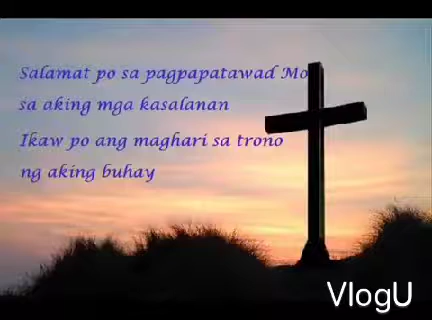 Salamat po sa pagpapatawad Mo
sa aking mga kasalanan
Ikaw po ang maghari sa trono
ng aking buhay
VlogU